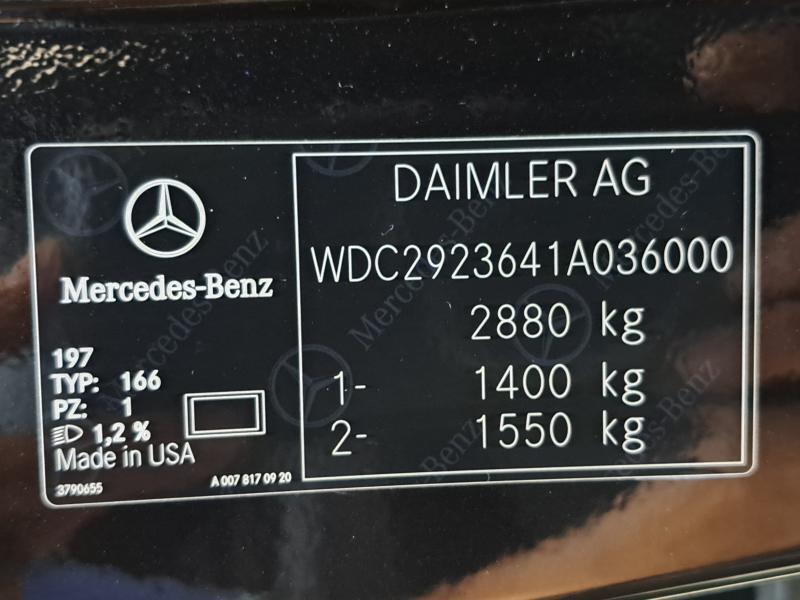 Mercedes-Benz
197
TYP: 166
PZ: 1
1,2 %
Made in USA
3790655
A 007 817 09 20
DAIMLER AG
WDC2923641A036000
2880 kg
1- 1400 kg
2- 1550 kg